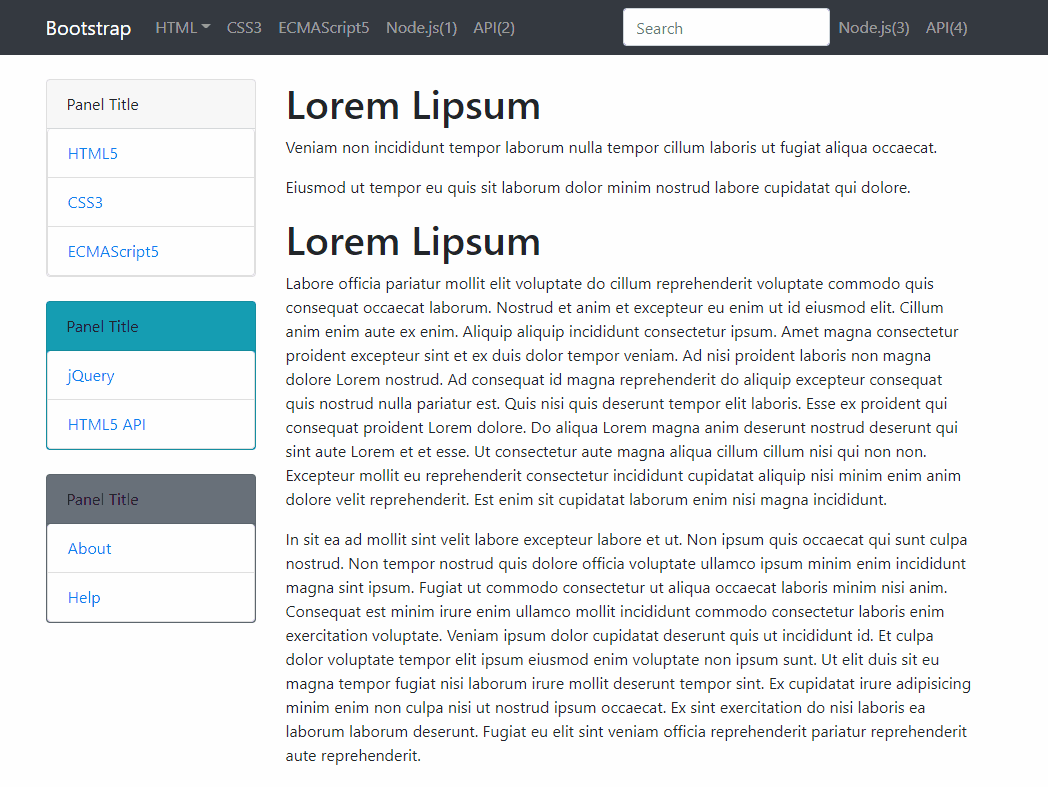 Bootstrap HTML CSS3 ECMAScript5 Node.js(1) API(2) Search Node.js(3) API(4)
Panel Title
HTML5
CSS3
ECMAScript5
Panel Title
jQuery
HTML5 API
Panel Title
About
Help
Lorem Lipsum
Veniam non incididunt tempor laborum nulla tempor cillum laboris ut fugiat aliqua occaecat.
Eiusmod ut tempor eu quis sit laborum dolor minim nostrud labore cupidatat qui dolore.
Lorem Lipsum
Labore officia pariatur mollit elit voluptate do cillum reprehenderit voluptate commodo quis
consequat occaecat laborum. Nostrud et anim et excepteur eu enim ut id eiusmod elit. Cillum
anim enim aute ex enim. Aliquip aliquip incididunt consectetur ipsum. Amet magna consectetur
proident excepteur sint et ex duis dolor tempor veniam. Ad nisi proident laboris non magna
dolore Lorem nostrud. Ad consequat id magna reprehenderit do aliquip excepteur consequat
quis nostrud nulla pariatur est. Quis nisi quis deserunt tempor elit laboris. Esse ex proident qui
consequat proident Lorem dolore. Do aliqua Lorem magna anim deserunt nostrud deserunt qui
sint aute Lorem et et esse. Ut consectetur aute magna aliqua cillum cillum nisi qui non non.
Excepteur mollit eu reprehenderit consectetur incididunt cupidatat aliquip nisi minim enim anim
dolore velit reprehenderit. Est enim sit cupidatat laborum enim nisi magna incididunt.
In sit ea ad mollit sint velit labore excepteur labore et ut. Non ipsum quis occaecat qui sunt culpa
nostrud. Non tempor nostrud quis dolore officia voluptate ullamco ipsum minim enim incididunt
magna sint ipsum. Fugiat ut commodo consectetur ut aliqua occaecat laboris minim nisi anim.
Consequat est minim irure enim ullamco mollit incididunt commodo consectetur laboris enim
exercitation voluptate. Veniam ipsum dolor cupidatat deserunt quis ut incididunt id. Et culpa
dolor voluptate tempor elit ipsum eiusmod enim voluptate non ipsum sunt. Ut elit duis sit eu
magna tempor fugiat nisi laborum irure mollit deserunt tempor sint. Ex cupidatat irure adipisicing
minim enim non culpa nisi ut nostrud ipsum occaecat. Ex sint exercitation do nisi laboris ea
laborum laborum deserunt. Fugiat eu elit sint veniam officia reprehenderit pariatur reprehenderit
aute reprehenderit.